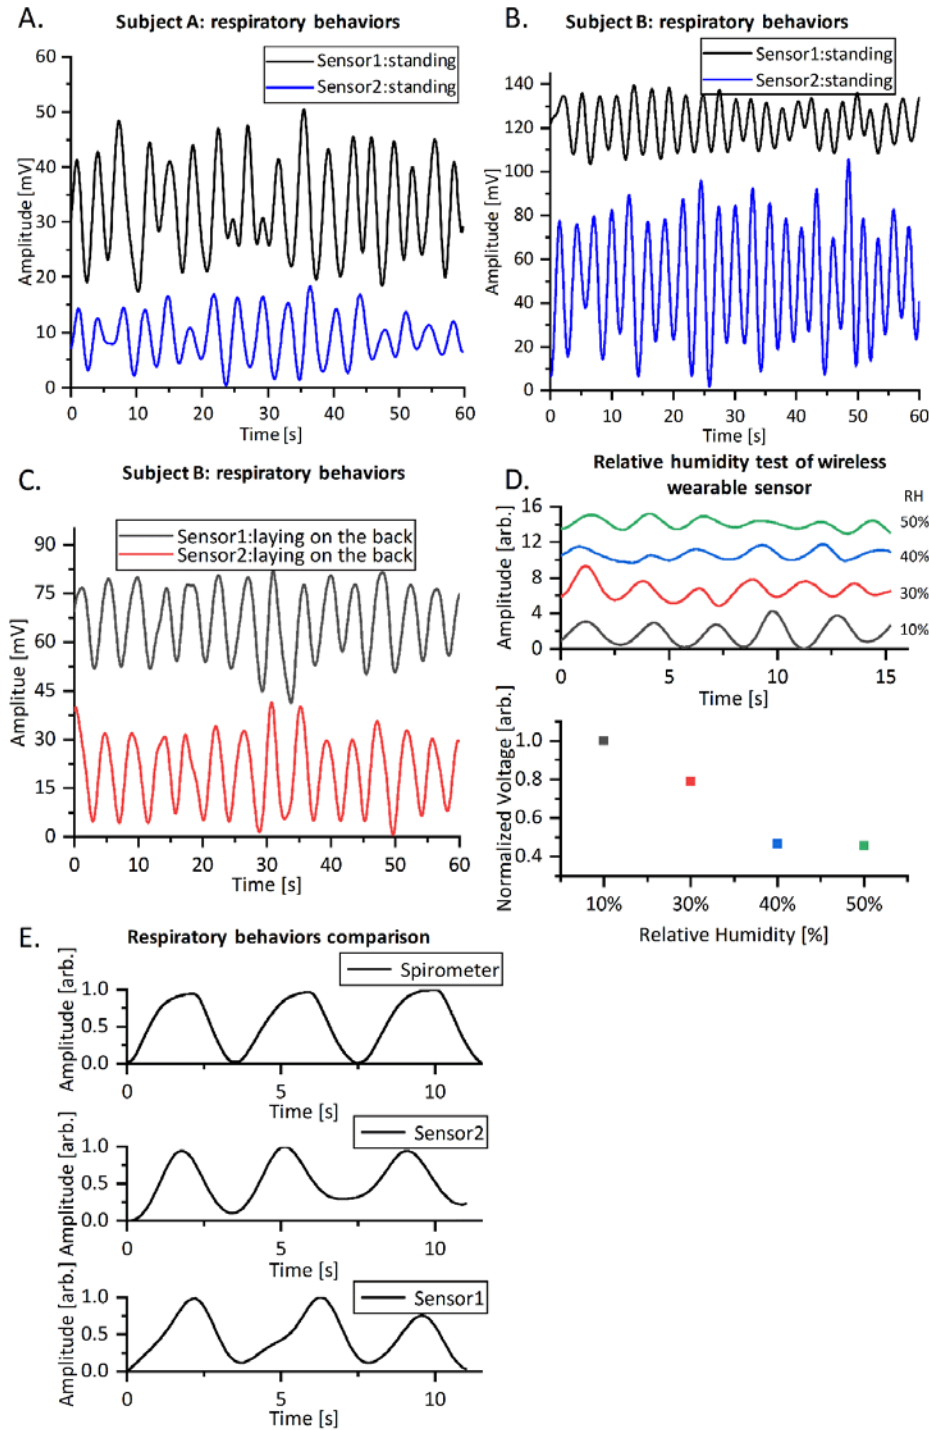 A.
Subject A: respiratory behaviors
Sensor1:standing
Sensor2:standing
60
50
40
30
20
10
0
Amplitude [mV]
0 10 20 30 40 50 60
Time [s]
B.
Subject B: respiratory behaviors
Sensor1:standing
Sensor2:standing
140
120
100
80
60
40
20
0
Amplitude [mV]
0 10 20 30 40 50 60
Time [s]
C.
Subject B: respiratory behaviors
Sensor1:laying on the back
Sensor2:laying on the back
90
75
60
45
30
15
0
Amplitue [mV]
0 10 20 30 40 50 60
Time [s]
D.
Relative humidity test of wireless
wearable sensor
RH
16
12
8
4
0
Amplitude [arb.]
50%
40%
30%
10%
0 5 10 15
Time [s]
1.0
0.8
0.6
0.4
Normalized Voltage [arb.]
10% 30% 40% 50%
Relative Humidity [%]
E.
Respiratory behaviors comparison
Spirometer
1.0
0.5
0.0
Amplitude [arb.]
0 5 10
Time [s]
Sensor2
1.0
0.5
0.0
Amplitude [arb.]
0 5 10
Time [s]
Sensor1
1.0
0.5
0.0
Amplitude [arb.]
0 5 10
Time [s]